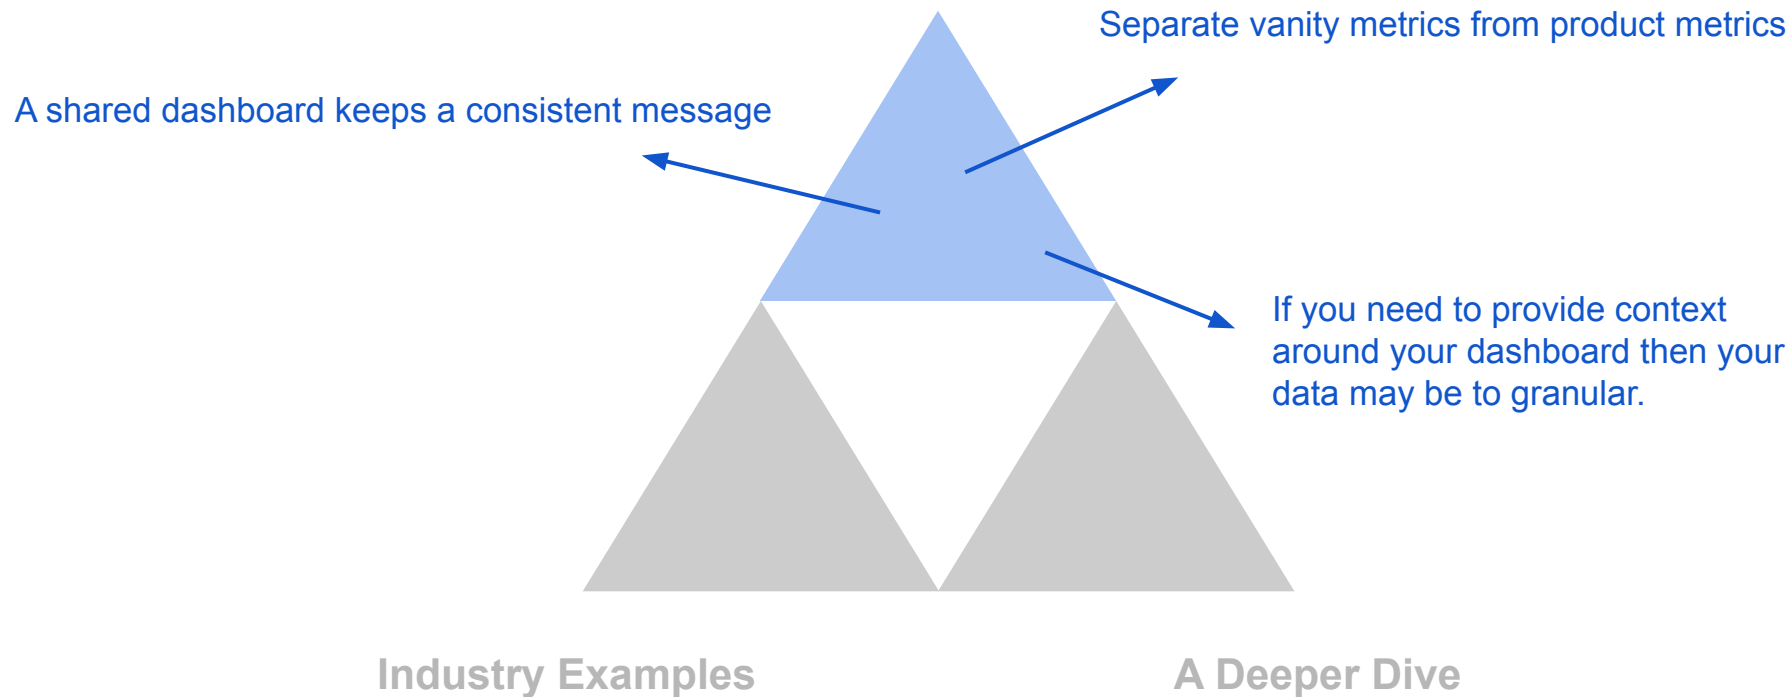 Separate vanity metrics from product metrics
A shared dashboard keeps a consistent message
If you need to provide context
around your dashboard then your
data may be to granular.
Industry Examples
A Deeper Dive